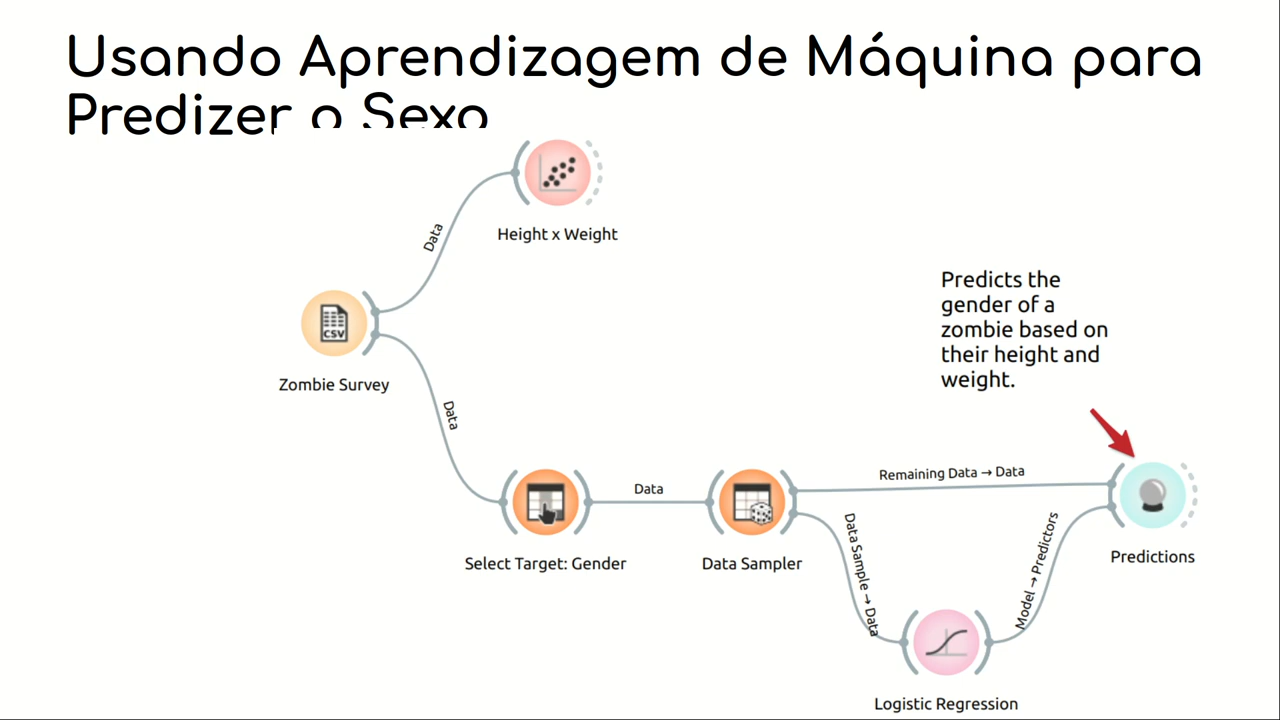 Usando Aprendizagem de Máquina para
Predizer o Sexo
Height x Weight
Data
CSV
Zombie Survey
Data
Predicts the
gender of a
zombie based on
their height and
weight.
Select Target: Gender
Data
Data Sampler
Remaining Data → Data
Data Sample → Data
Model → Predictors
Predictions
Logistic Regression